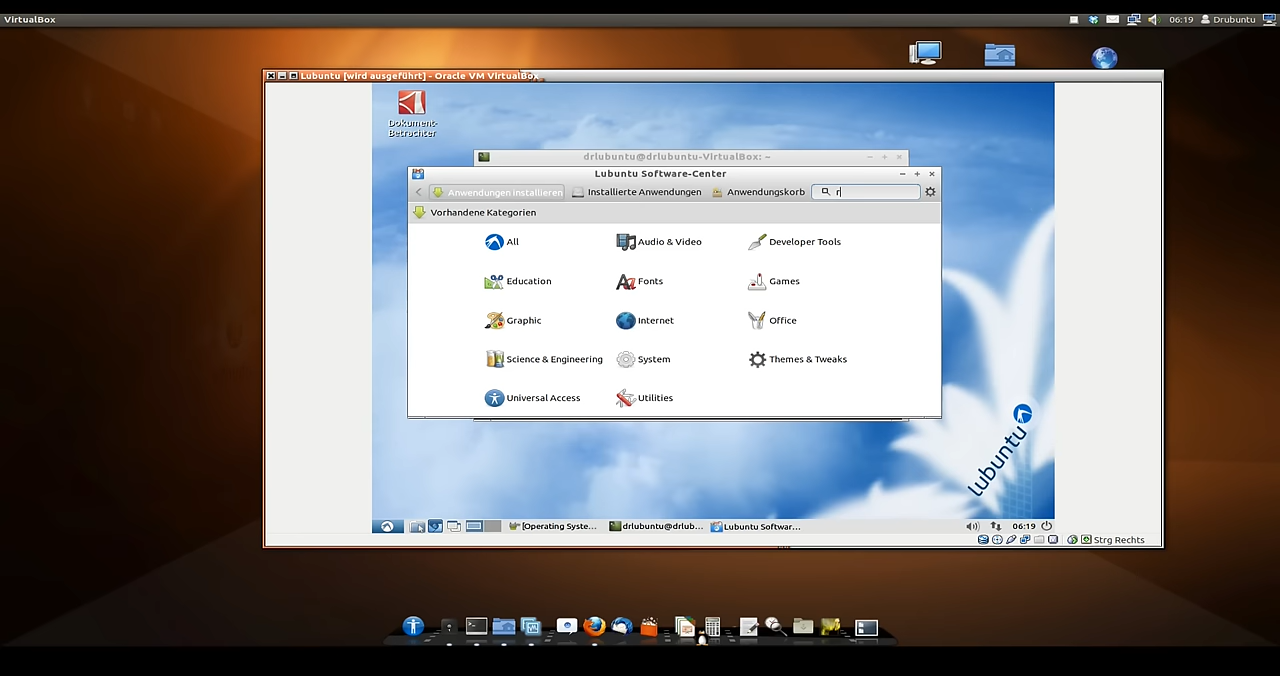 VirtualBox
06:19 Drubuntu
Lubuntu [wird ausgeführt] - Oracle VM VirtualBox
Dokument-
Betrachter
drlubuntu@drlubuntu-VirtualBox: ~
Lubuntu Software-Center
Anwendungen installieren Installierte Anwendungen Anwendungskorb r
Vorhandene Kategorien
All Audio & Video Developer Tools
Education Fonts Games
Graphic Internet Office
Science & Engineering System Themes & Tweaks
Universal Access Utilities
lubuntu
[Operating Syste... drlubuntu@drlub... Lubuntu Softwar... 06:19
Strg Rechts